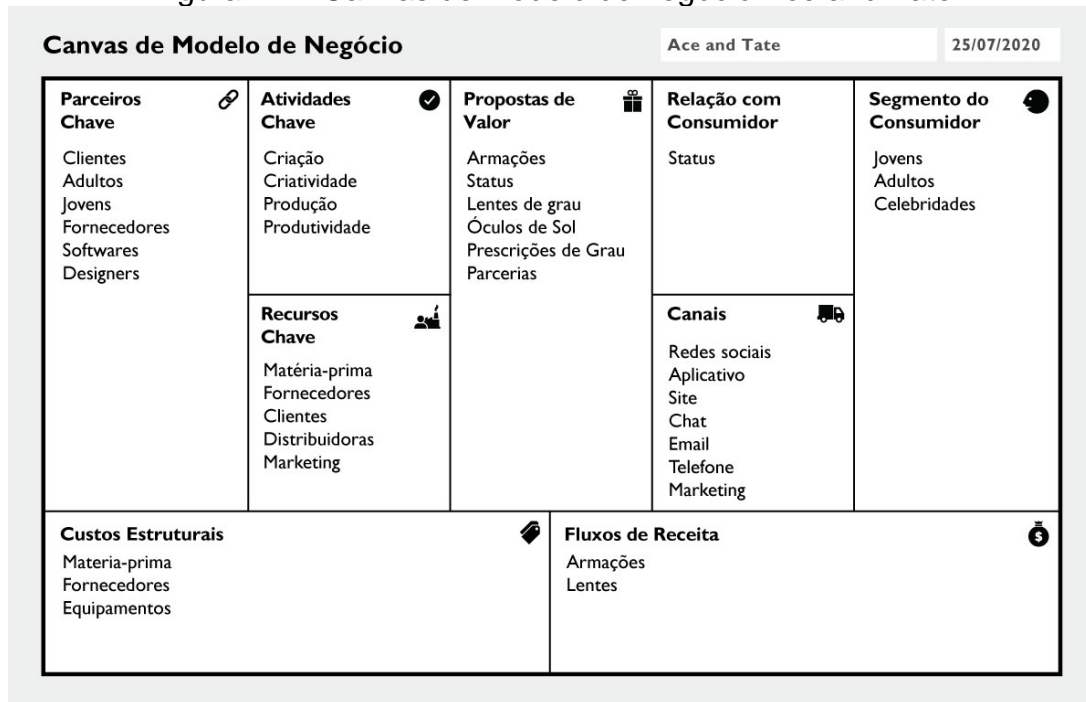 Canvas de Modelo de Negócio
Ace and Tate
25/07/2020
Parceiros
Chave
Clientes
Adultos
Jovens
Fornecedores
Softwares
Designers
Atividades
Chave
Criação
Criatividade
Produção
Produtividade
Recursos
Chave
Matéria-prima
Fornecedores
Clientes
Distribuidoras
Marketing
Propostas de
Valor
Armações
Status
Lentes de grau
Óculos de Sol
Prescrições de Grau
Parcerias
Relação com
Consumidor
Status
Canais
Redes sociais
Aplicativo
Site
Chat
Email
Telefone
Marketing
Segmento do
Consumidor
Jovens
Adultos
Celebridades
Custos Estruturais
Materia-prima
Fornecedores
Equipamentos
Fluxos de Receita
Armações
Lentes